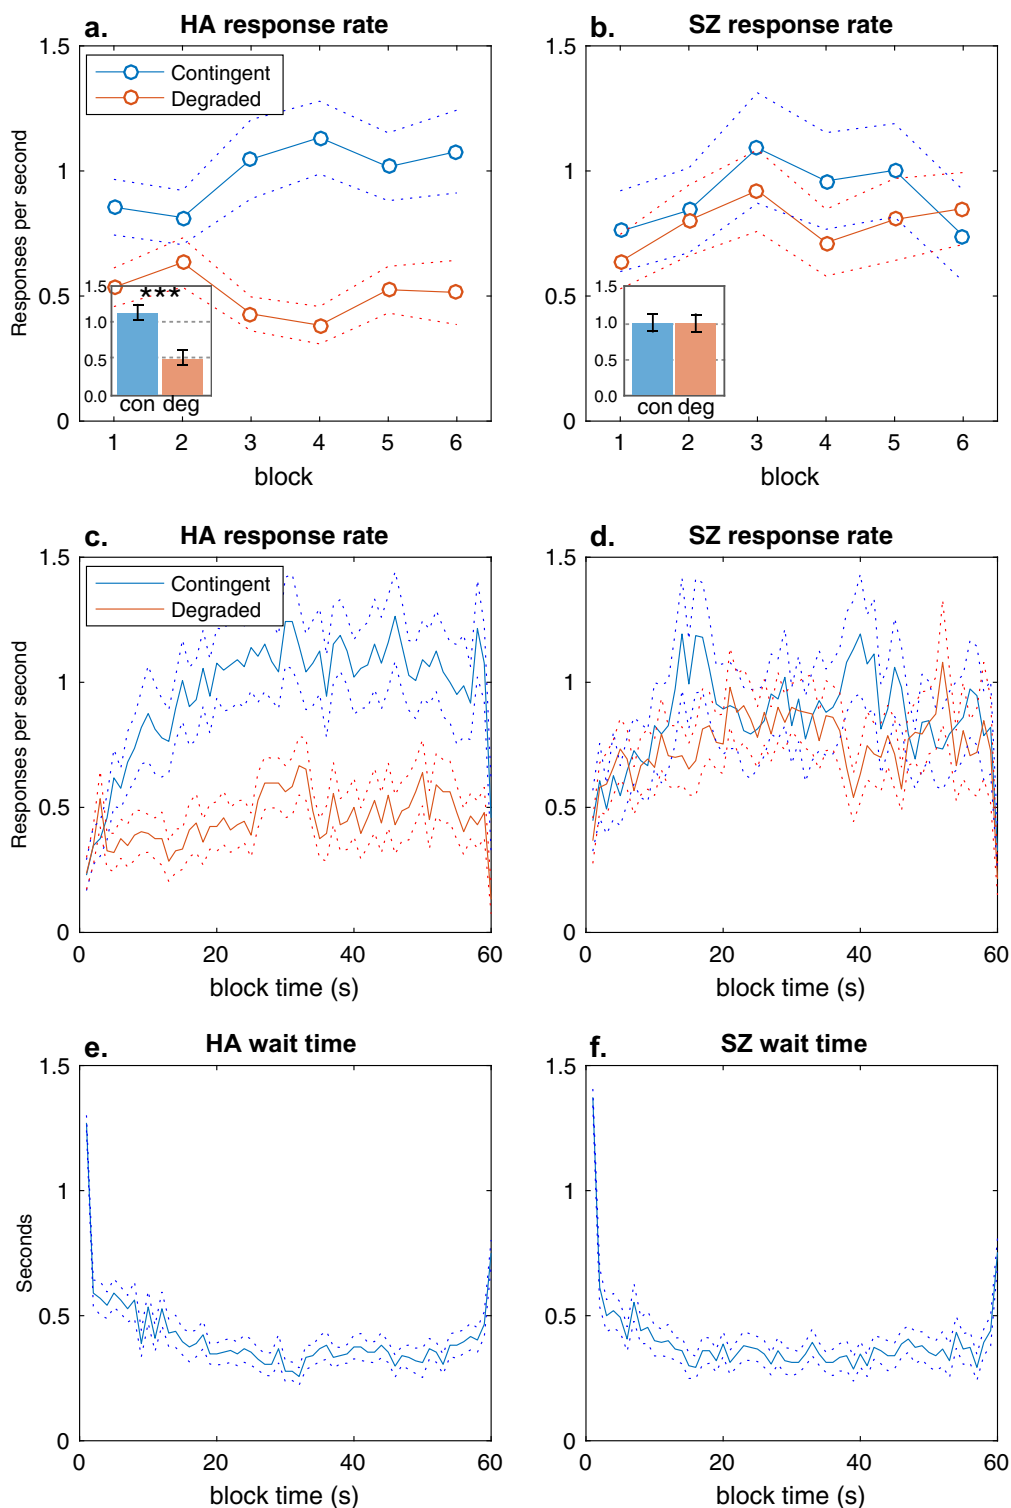 a. HA response rate
1.5
1
0.5
0
Responses per second
Contingent
Degraded
1.5
1.0
0.5
0.0
***
con deg
1 2 3 4 5 6
block
b. SZ response rate
1.5
1
0.5
0
1.5
1.0
0.5
0.0
con deg
1 2 3 4 5 6
block
c. HA response rate
1.5
1
0.5
0
Responses per second
Contingent
Degraded
0 20 40 60
block time (s)
d. SZ response rate
1.5
1
0.5
0
0 20 40 60
block time (s)
e. HA wait time
1.5
1
0.5
0
Seconds
0 20 40 60
block time (s)
f. SZ wait time
1.5
1
0.5
0
0 20 40 60
block time (s)